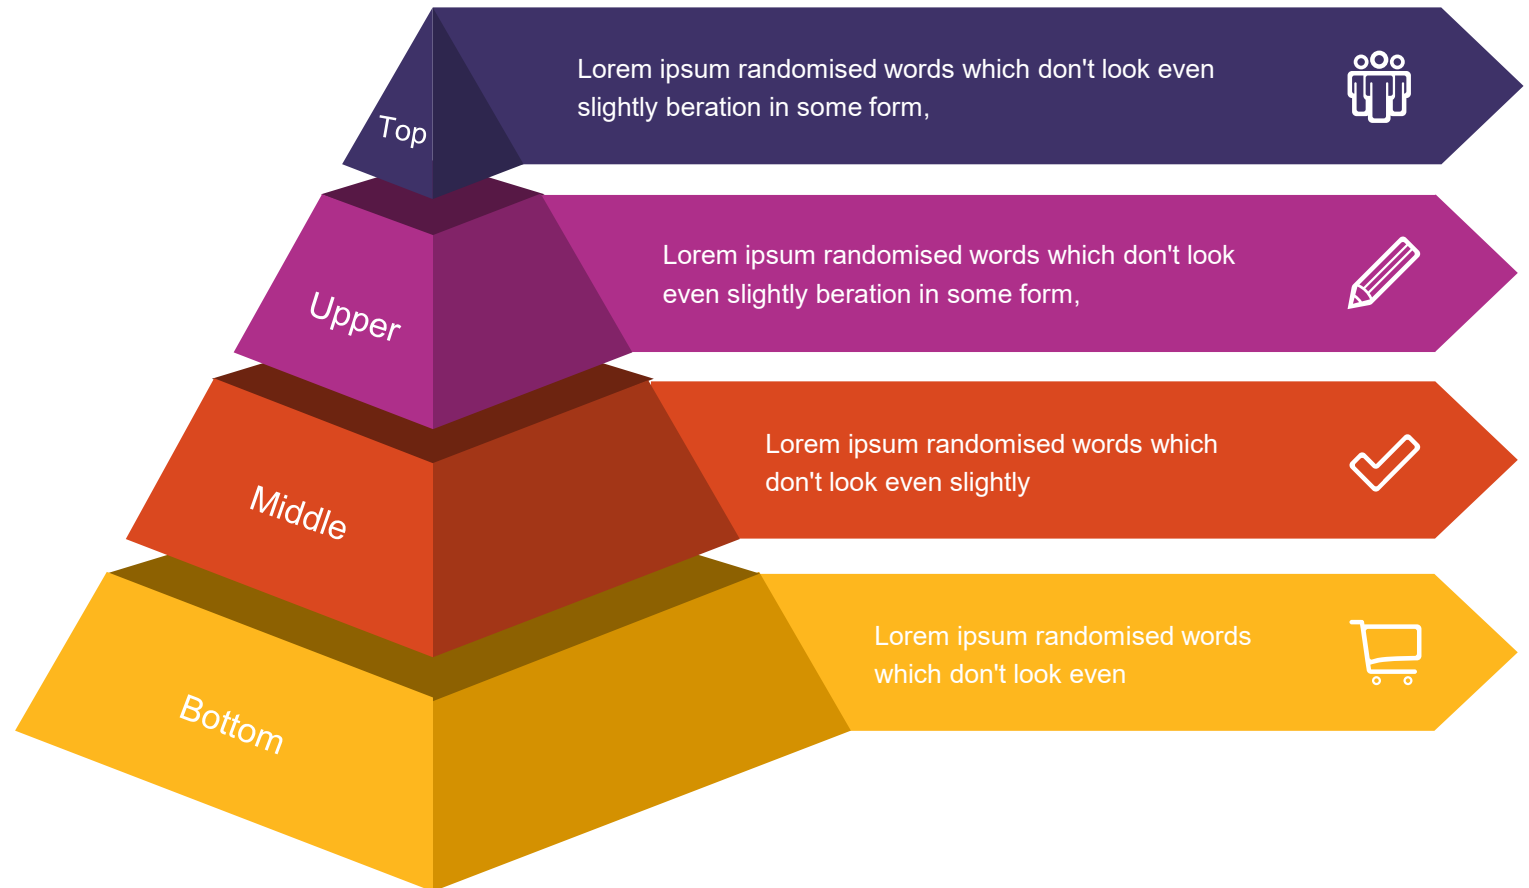 Lorem ipsum randomised words which don't look even
slightly beration in some form,
Top
Lorem ipsum randomised words which don't look
even slightly beration in some form,
Upper
Lorem ipsum randomised words which
don't look even slightly
Middle
Lorem ipsum randomised words
which don't look even
Bottom